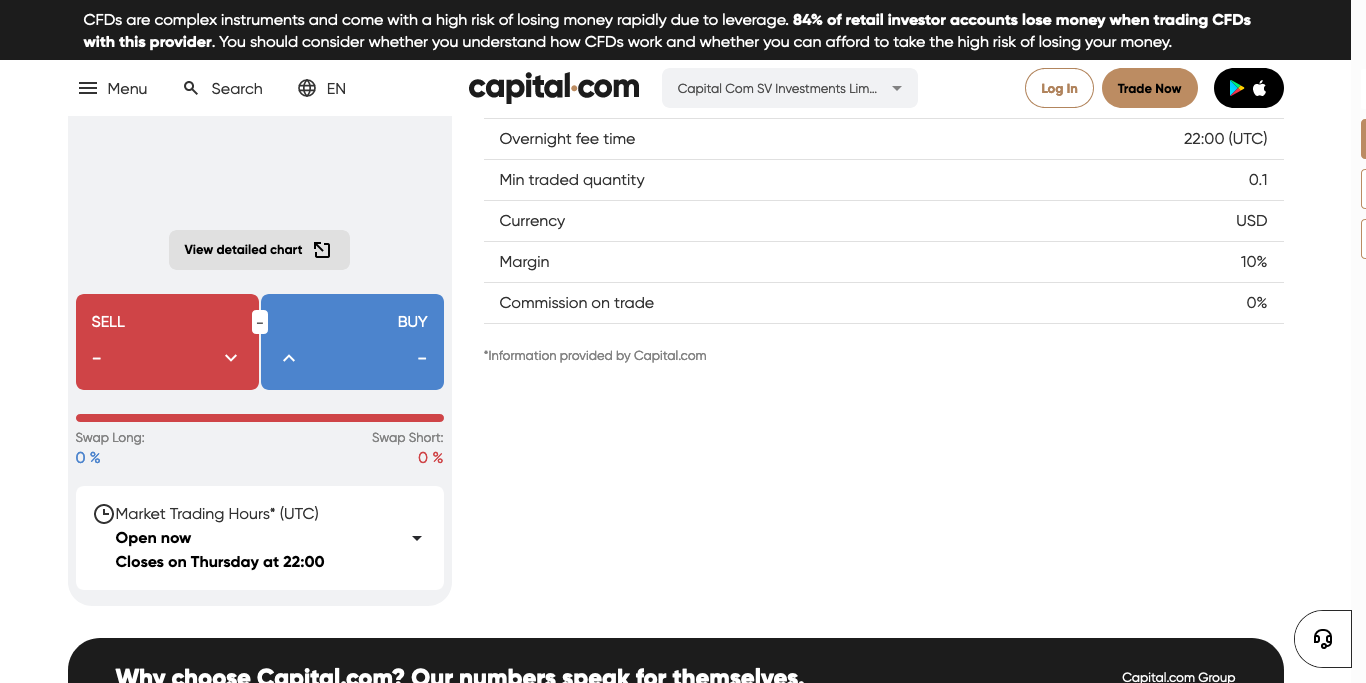 CFDs are complex instruments and come with a high risk of losing money rapidly due to leverage. 84% of retail investor accounts lose money when trading CFDs
with this provider. You should consider whether you understand how CFDs work and whether you can afford to take the high risk of losing your money.
Menu Search EN capital.com Capital Com SV Investments Lim... Log In Trade Now
Overnight fee time 22:00 (UTC)
Min traded quantity 0.1
Currency USD
Margin 10%
Commission on trade 0%
*Information provided by Capital.com
View detailed chart
SELL - BUY
- -
Swap Long: Swap Short:
0 % 0 %
Market Trading Hours* (UTC)
Open now
Closes on Thursday at 22:00
Why choose Capital.com? Our numbers speak for themselves.
Capital.com Group